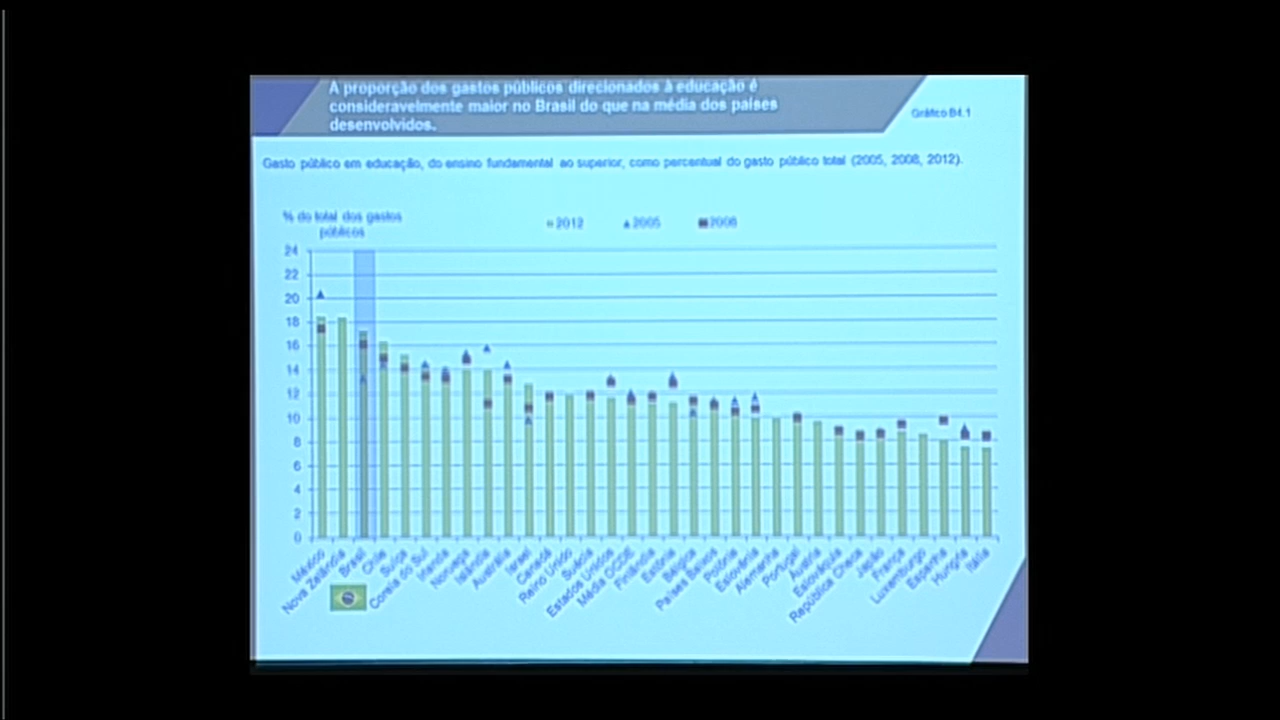 A proporção dos gastos públicos direcionados à educação é
consideravelmente maior no Brasil do que na média dos países
desenvolvidos.
Gráfico B4.1
Gasto público em educação, do ensino fundamental ao superior, como percentual do gasto público total (2005, 2008, 2012).
% do total dos gastos
públicos
2012 2005 2008
24
22
20
18
16
14
12
10
8
6
4
2
0
México
Nova Zelândia
Brasil
Chile
Suíça
Coreia do Sul
Irlanda
Noruega
Islândia
Austrália
Israel
Canadá
Reino Unido
Suécia
Estados Unidos
Média OCDE
Finlândia
Estônia
Bélgica
Países Baixos
Polônia
Eslovênia
Alemanha
Portugal
Áustria
Eslováquia
República Checa
Japão
França
Luxemburgo
Espanha
Hungria
Itália